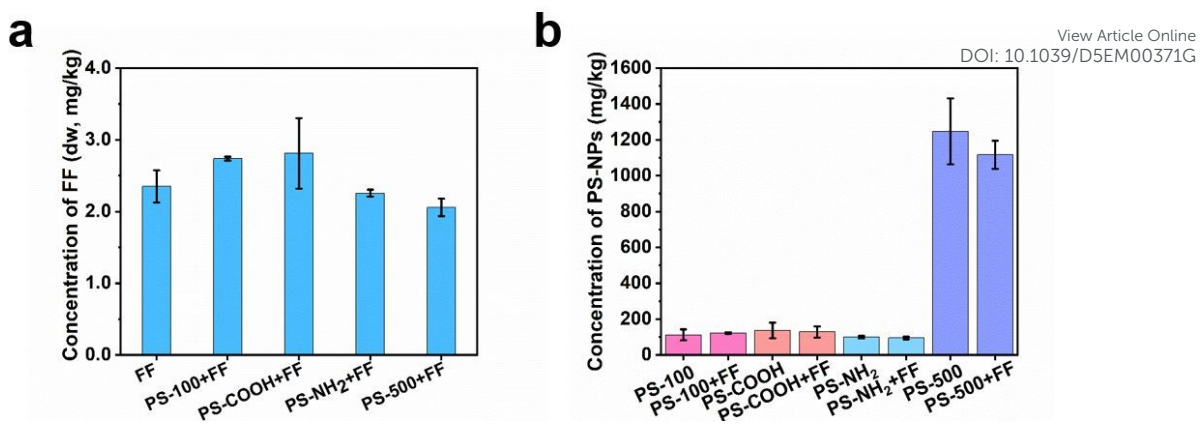 a
b
View Article Online
DOI: 10.1039/D5EM00371G
Concentration of FF (dw, mg/kg)
4.0
3.0
2.0
1.0
0.0
FF
PS-100+FF
PS-COOH+FF
PS-NH₂+FF
PS-500+FF
Concentration of PS-NPs (mg/kg)
1600
1400
1200
1000
800
600
400
200
0
PS-100
PS-100+FF
PS-COOH
PS-COOH+FF
PS-NH₂
PS-NH₂+FF
PS-500
PS-500+FF